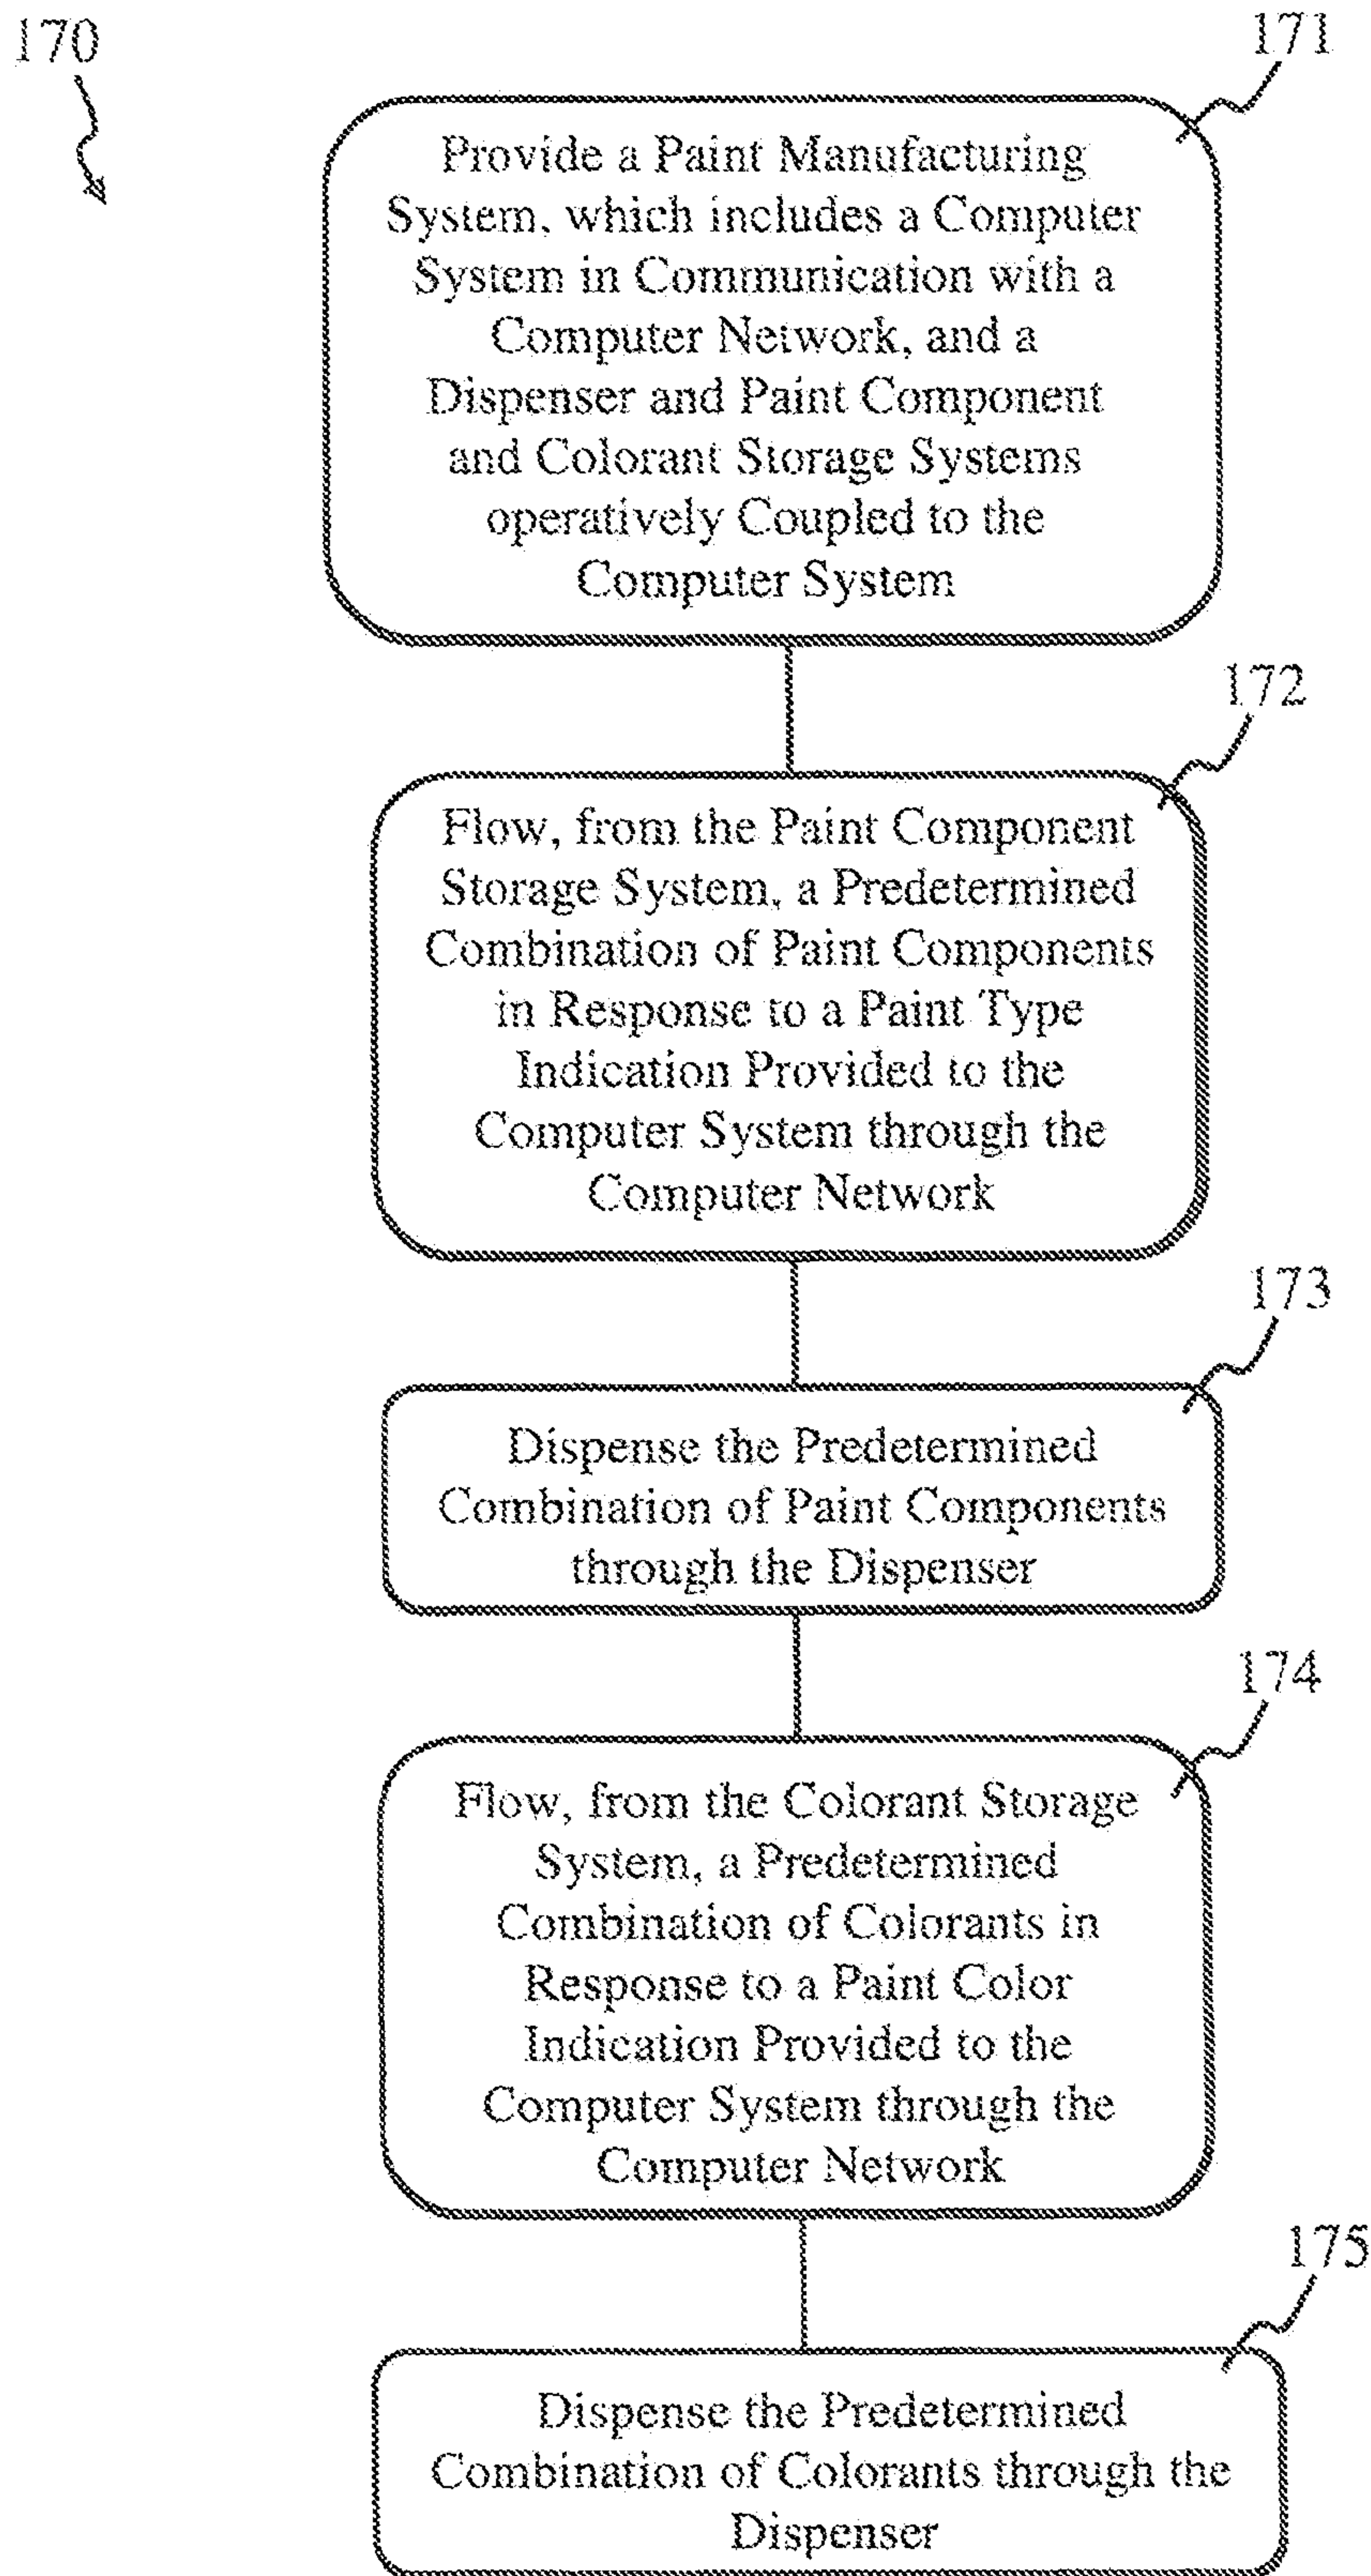 170
171
Provide a Paint Manufacturing
System, which includes a Computer
System in Communication with a
Computer Network, and a
Dispenser and Paint Component
and Colorant Storage Systems
operatively Coupled to the
Computer System
172
Flow, from the Paint Component
Storage System, a Predetermined
Combination of Paint Components
in Response to a Paint Type
Indication Provided to the
Computer System through the
Computer Network
173
Dispense the Predetermined
Combination of Paint Components
through the Dispenser
174
Flow, from the Colorant Storage
System, a Predetermined
Combination of Colorants in
Response to a Paint Color
Indication Provided to the
Computer System through the
Computer Network
175
Dispense the Predetermined
Combination of Colorants through the
Dispenser